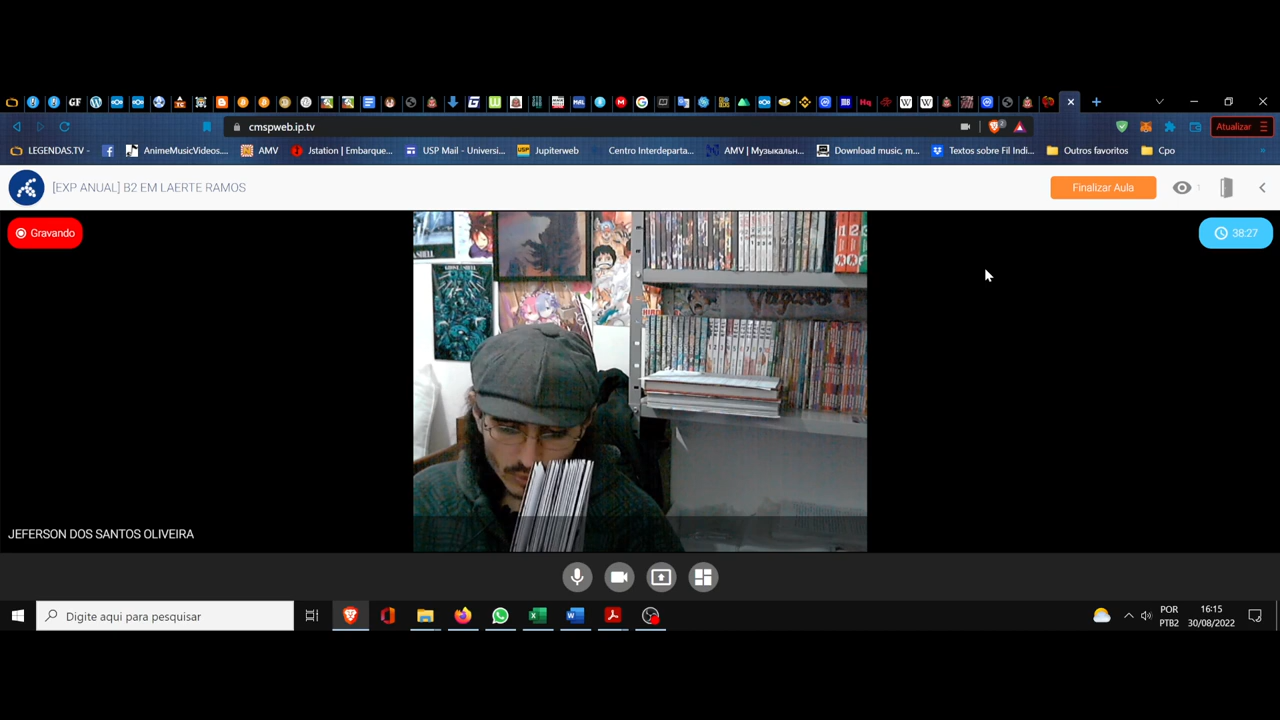 cmspweb.ip.tv
Atualizar
LEGENDAS.TV -
AnimeMusicVideos....
AMV
Jstation | Embarque...
USP Mail - Universi...
Jupiterweb
Centro Interdeparta...
AMV | Музыкальн...
Download music, m...
Textos sobre Fil Indi...
Outros favoritos
Cpo
[EXP ANUAL] B2 EM LAERTE RAMOS
Finalizar Aula
1
Gravando
38:27
JEFERSON DOS SANTOS OLIVEIRA
Digite aqui para pesquisar
POR
PTB2
16:15
30/08/2022